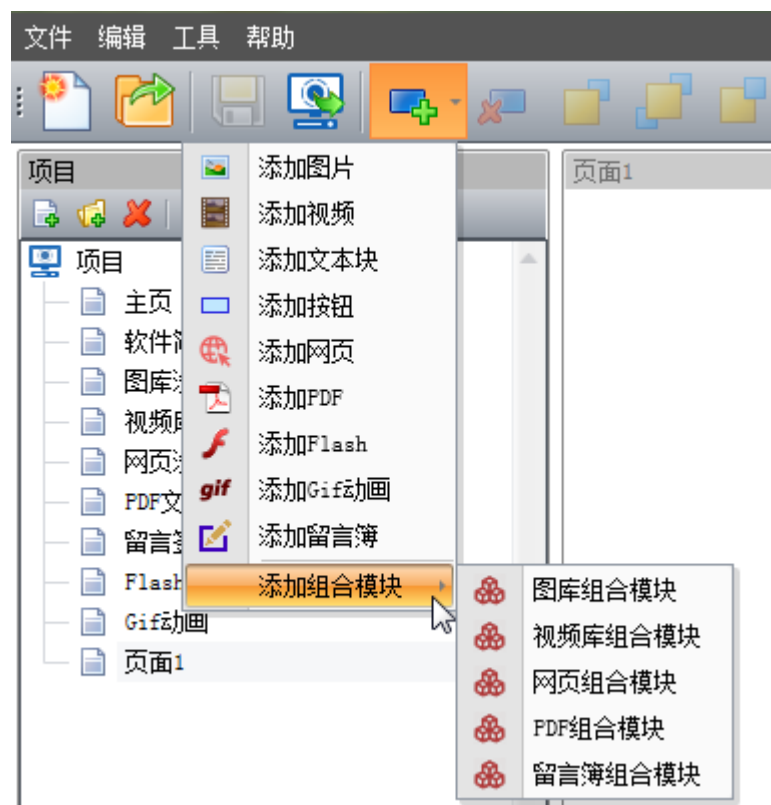 文件 编辑 工具 帮助
项目
页面1
添加图片
添加视频
添加文本块
添加按钮
添加网页
添加PDF
添加Flash
gif 添加Gif动画
添加留言簿
添加组合模块
项目
主页
软件
图库
视频
网页
PDF文
留言
Flash
Gif动画
页面1
图库组合模块
视频库组合模块
网页组合模块
PDF组合模块
留言簿组合模块